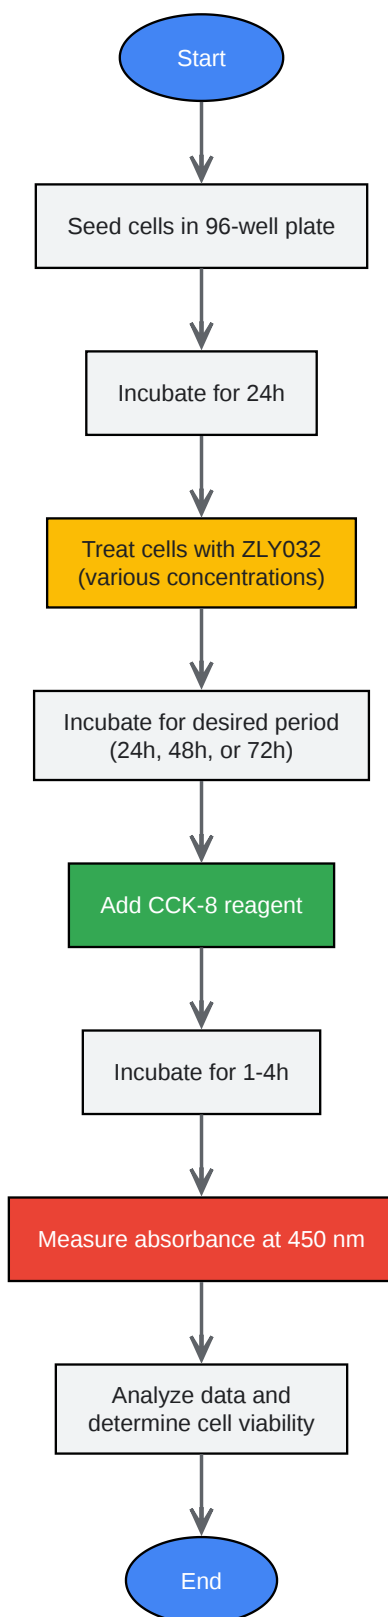 Start
Seed cells in 96-well plate
Incubate for 24h
Treat cells with ZLY032
(various concentrations)
Incubate for desired period
(24h, 48h, or 72h)
Add CCK-8 reagent
Incubate for 1-4h
Measure absorbance at 450 nm
Analyze data and
determine cell viability
End